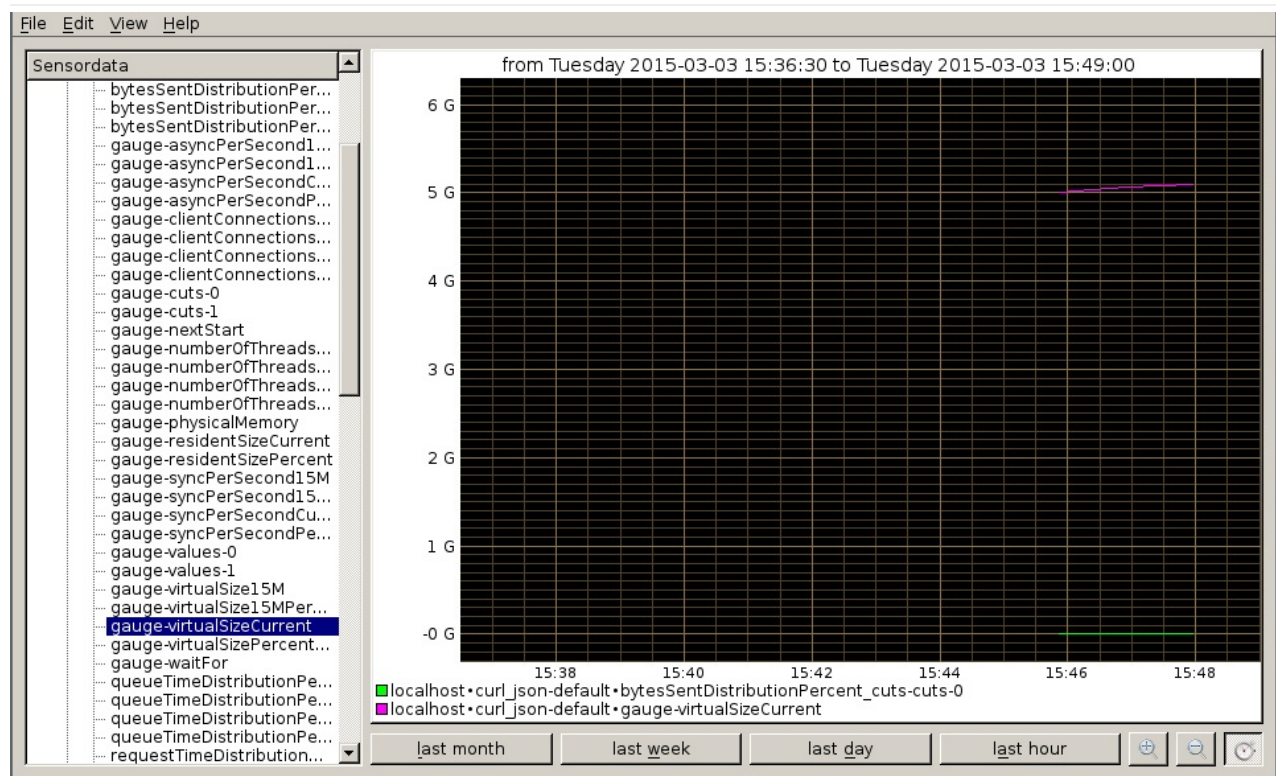 File Edit View Help
Sensordata
bytesSentDistributionPer...
bytesSentDistributionPer...
bytesSentDistributionPer...
gauge-asyncPerSecond1...
gauge-asyncPerSecond1...
gauge-asyncPerSecondC...
gauge-asyncPerSecondP...
gauge-clientConnections...
gauge-clientConnections...
gauge-clientConnections...
gauge-clientConnections...
gauge-cuts-0
gauge-cuts-1
gauge-nextStart
gauge-numberOfThreads...
gauge-numberOfThreads...
gauge-numberOfThreads...
gauge-numberOfThreads...
gauge-physicalMemory
gauge-residentSizeCurrent
gauge-residentSizePercent
gauge-syncPerSecond15M
gauge-syncPerSecond15...
gauge-syncPerSecondCu...
gauge-syncPerSecondPe...
gauge-values-0
gauge-values-1
gauge-virtualSize15M
gauge-virtualSize15MPer...
gauge-virtualSizeCurrent
gauge-virtualSizePercent...
gauge-waitFor
queueTimeDistributionPe...
queueTimeDistributionPe...
queueTimeDistributionPe...
queueTimeDistributionPe...
requestTimeDistribution...
from Tuesday 2015-03-03 15:36:30 to Tuesday 2015-03-03 15:49:00
6 G
5 G
4 G
3 G
2 G
1 G
-0 G
15:38 15:40 15:42 15:44 15:46 15:48
localhost•curl_json-default•bytesSentDistributionPercent_cuts-cuts-0
localhost•curl_json-default•gauge-virtualSizeCurrent
last month last week last day last hour